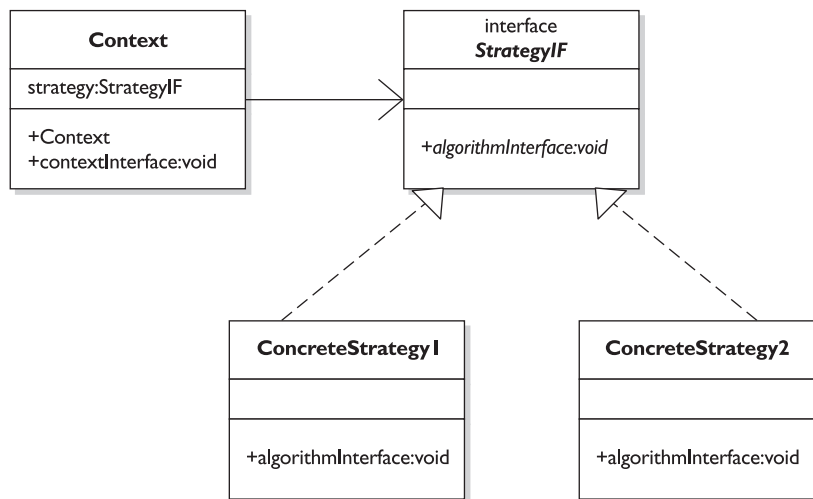 Context
strategy:StrategyIF
+Context
+contextInterface:void
interface
StrategyIF
+algorithmInterface:void
ConcreteStrategy1
+algorithmInterface:void
ConcreteStrategy2
+algorithmInterface:void